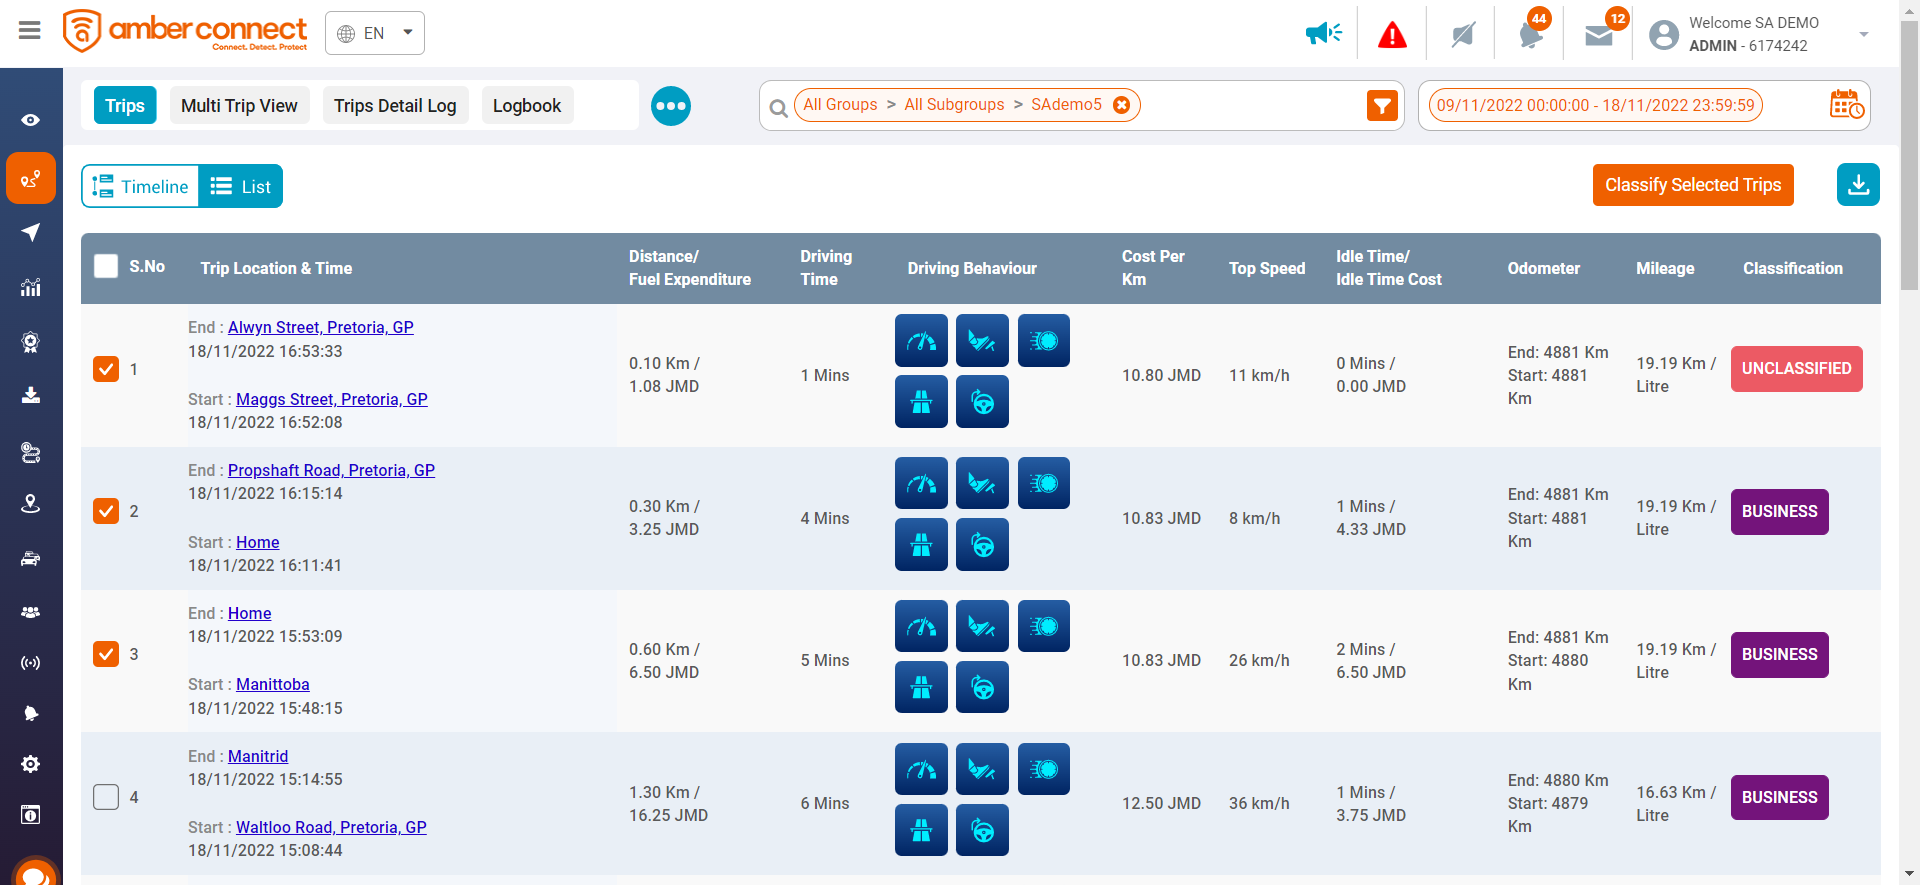 amber connect
Connect. Detect. Protect
EN
44
12
Welcome SA DEMO
ADMIN - 6174242
Trips
Multi Trip View
Trips Detail Log
Logbook
All Groups > All Subgroups > SAdemo5
09/11/2022 00:00:00 - 18/11/2022 23:59:59
Timeline
List
Classify Selected Trips
S.No
Trip Location & Time
Distance/
Fuel Expenditure
Driving
Time
Driving Behaviour
Cost Per
Km
Top Speed
Idle Time/
Idle Time Cost
Odometer
Mileage
Classification
1
End : Alwyn Street, Pretoria, GP
18/11/2022 16:53:33
Start : Maggs Street, Pretoria, GP
18/11/2022 16:52:08
0.10 Km /
1.08 JMD
1 Mins
10.80 JMD
11 km/h
0 Mins /
0.00 JMD
End: 4881 Km
Start: 4881
Km
19.19 Km /
Litre
UNCLASSIFIED
2
End : Propshaft Road, Pretoria, GP
18/11/2022 16:15:14
Start : Home
18/11/2022 16:11:41
0.30 Km /
3.25 JMD
4 Mins
10.83 JMD
8 km/h
1 Mins /
4.33 JMD
End: 4881 Km
Start: 4881
Km
19.19 Km /
Litre
BUSINESS
3
End : Home
18/11/2022 15:53:09
Start : Manittoba
18/11/2022 15:48:15
0.60 Km /
6.50 JMD
5 Mins
10.83 JMD
26 km/h
2 Mins /
6.50 JMD
End: 4881 Km
Start: 4880
Km
19.19 Km /
Litre
BUSINESS
4
End : Manitrid
18/11/2022 15:14:55
Start : Waltloo Road, Pretoria, GP
18/11/2022 15:08:44
1.30 Km /
16.25 JMD
6 Mins
12.50 JMD
36 km/h
1 Mins /
3.75 JMD
End: 4880 Km
Start: 4879
Km
16.63 Km /
Litre
BUSINESS